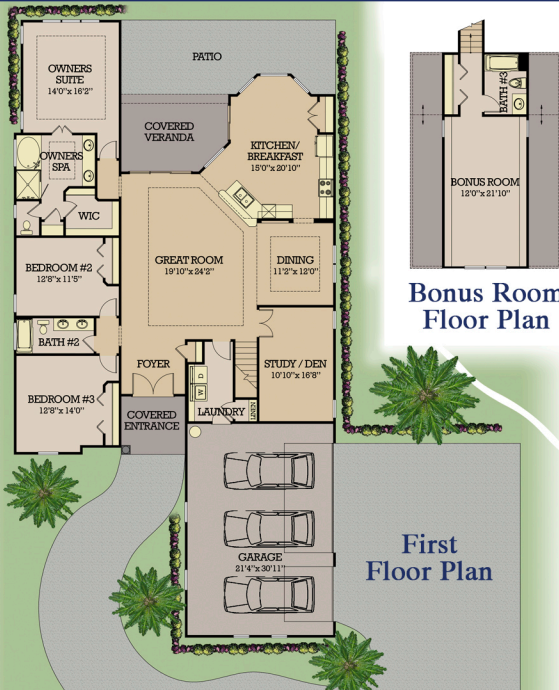 OWNERS
SUITE
14'0"x 16'2"
PATIO
COVERED
VERANDA
KITCHEN/
BREAKFAST
15'0"x 20'10"
OWNERS
SPA
WIC
GREAT ROOM
19'10"x 24'2"
DINING
11'2"x 12'0"
BEDROOM #2
12'8"x 11'5"
BATH #2
FOYER
D
W
STUDY / DEN
10'10"x 16'8"
BEDROOM #3
12'8"x 14'0"
COVERED
ENTRANCE
LAUNDRY
LINEN
GARAGE
21'4"x 30'11"
First
Floor Plan
BATH #3
BONUS ROOM
12'0"x 21'10"
Bonus Room
Floor Plan